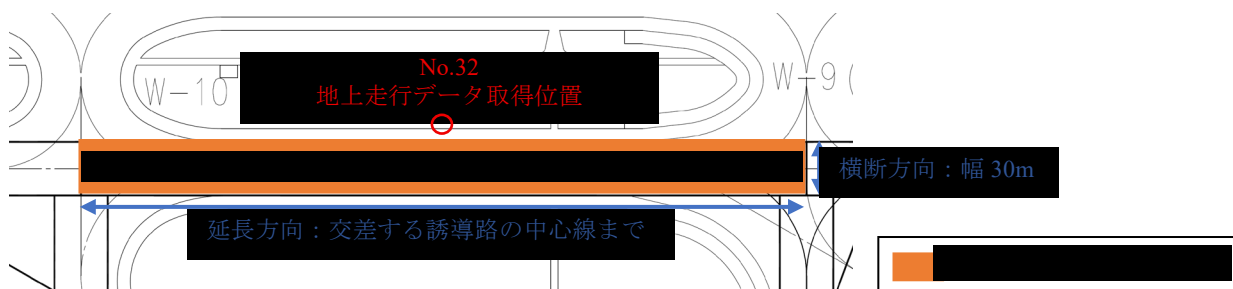 No.32
地上走行データ取得位置
W-10
W-9(
横断方向：幅 30m
延長方向：交差する誘導路の中心線まで